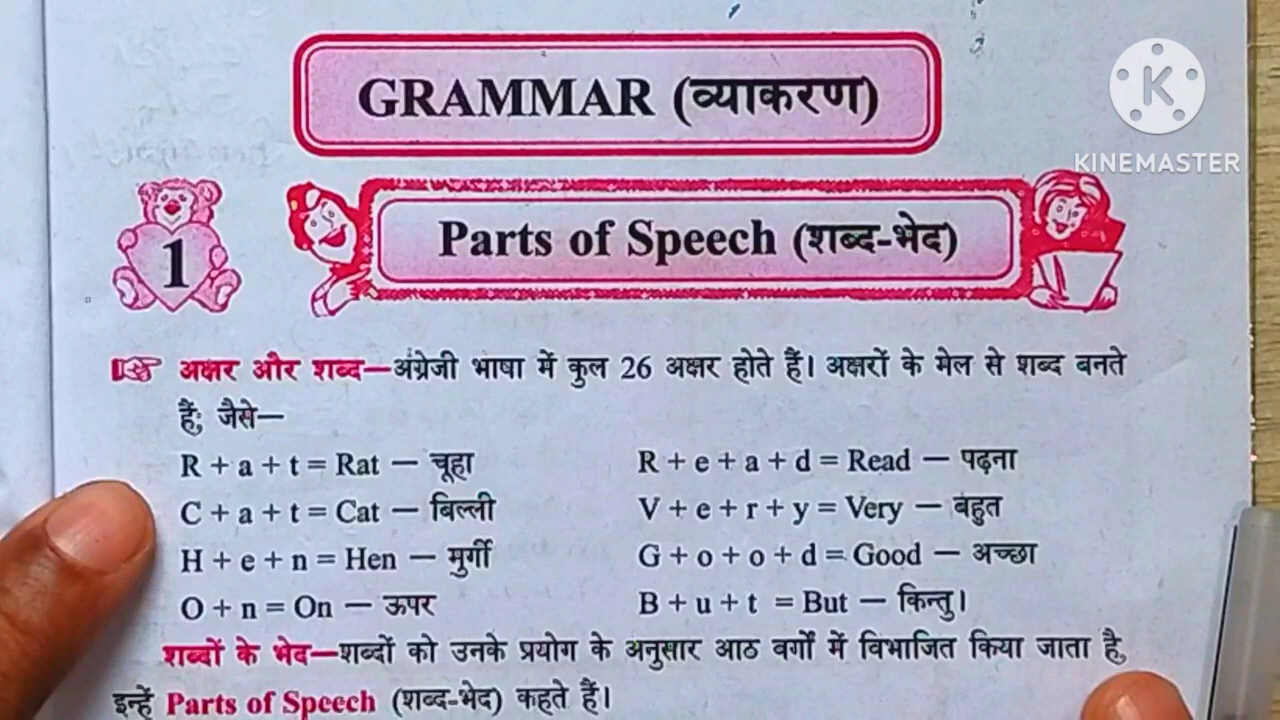 GRAMMAR (व्याकरण)
K
KINEMASTER
1
Parts of Speech (शब्द-भेद)
अक्षर और शब्द—अंग्रेजी भाषा में कुल 26 अक्षर होते हैं। अक्षरों के मेल से शब्द बनते
हैं; जैसे—
R + a + t = Rat — चूहा
R + e + a + d = Read — पढ़ना
C + a + t = Cat — बिल्ली
V + e + r + y = Very — बहुत
H + e + n = Hen — मुर्गी
G + o + o + d = Good — अच्छा
O + n = On — ऊपर
B + u + t = But — किन्तु।
शब्दों के भेद—शब्दों को उनके प्रयोग के अनुसार आठ वर्गों में विभाजित किया जाता है,
इन्हें Parts of Speech (शब्द-भेद) कहते हैं।